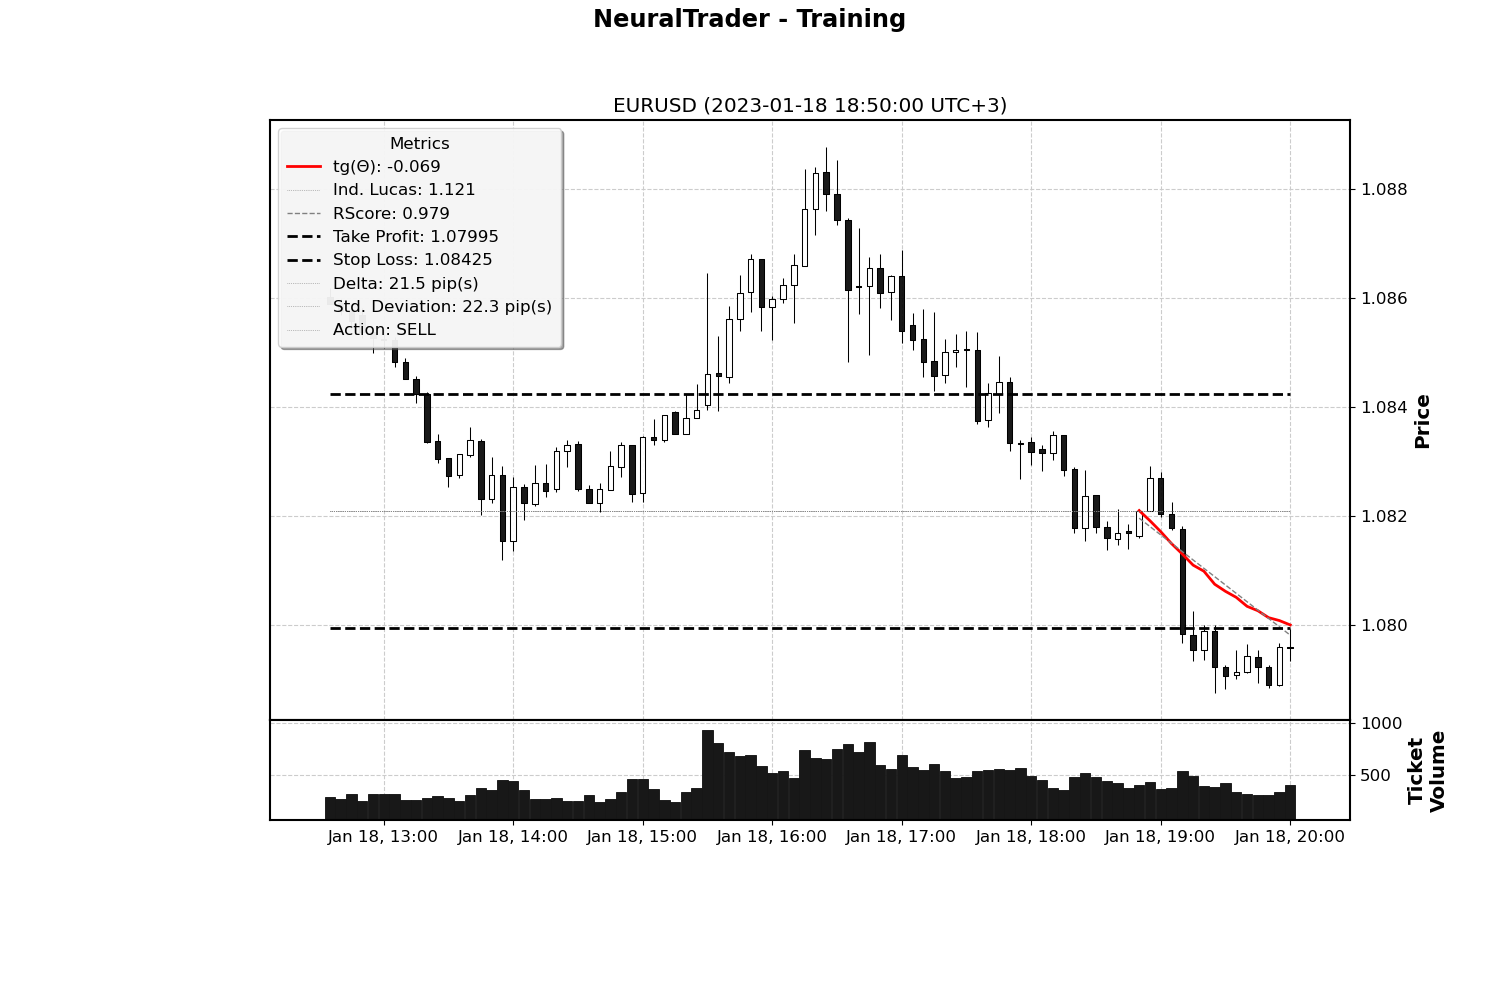 NeuralTrader - Training
EURUSD (2023-01-18 18:50:00 UTC+3)
Metrics
tg(Θ): -0.069
Ind. Lucas: 1.121
RScore: 0.979
Take Profit: 1.07995
Stop Loss: 1.08425
Delta: 21.5 pip(s)
Std. Deviation: 22.3 pip(s)
Action: SELL
1.088
1.086
1.084
1.082
1.080
Price
1000
500
Ticket
Volume
Jan 18, 13:00 Jan 18, 14:00 Jan 18, 15:00 Jan 18, 16:00 Jan 18, 17:00 Jan 18, 18:00 Jan 18, 19:00 Jan 18, 20:00